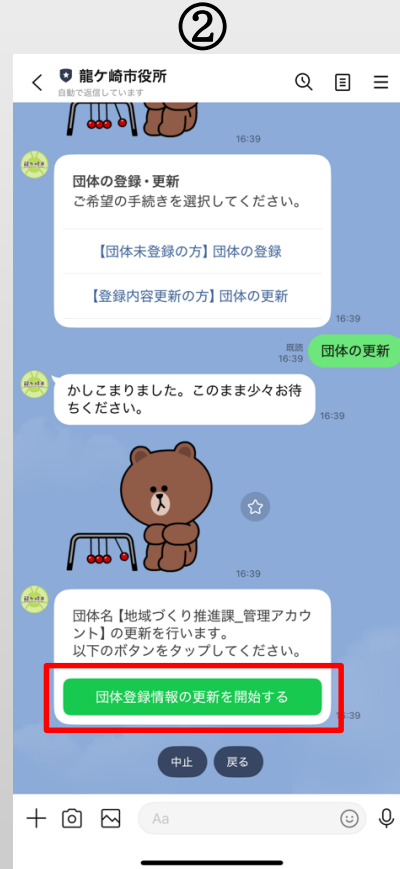 ②
龍ケ崎市役所
自動で返信しています
16:39
団体の登録・更新
ご希望の手続きを選択してください。
【団体未登録の方】団体の登録
【登録内容更新の方】団体の更新
16:39
既読
16:39
団体の更新
かしこまりました。このまま少々お待
ちください。
16:39
16:39
団体名【地域づくり推進課_管理アカウ
ント】の更新を行います。
以下のボタンをタップしてください。
団体登録情報の更新を開始する
16:39
中止
戻る
Aa